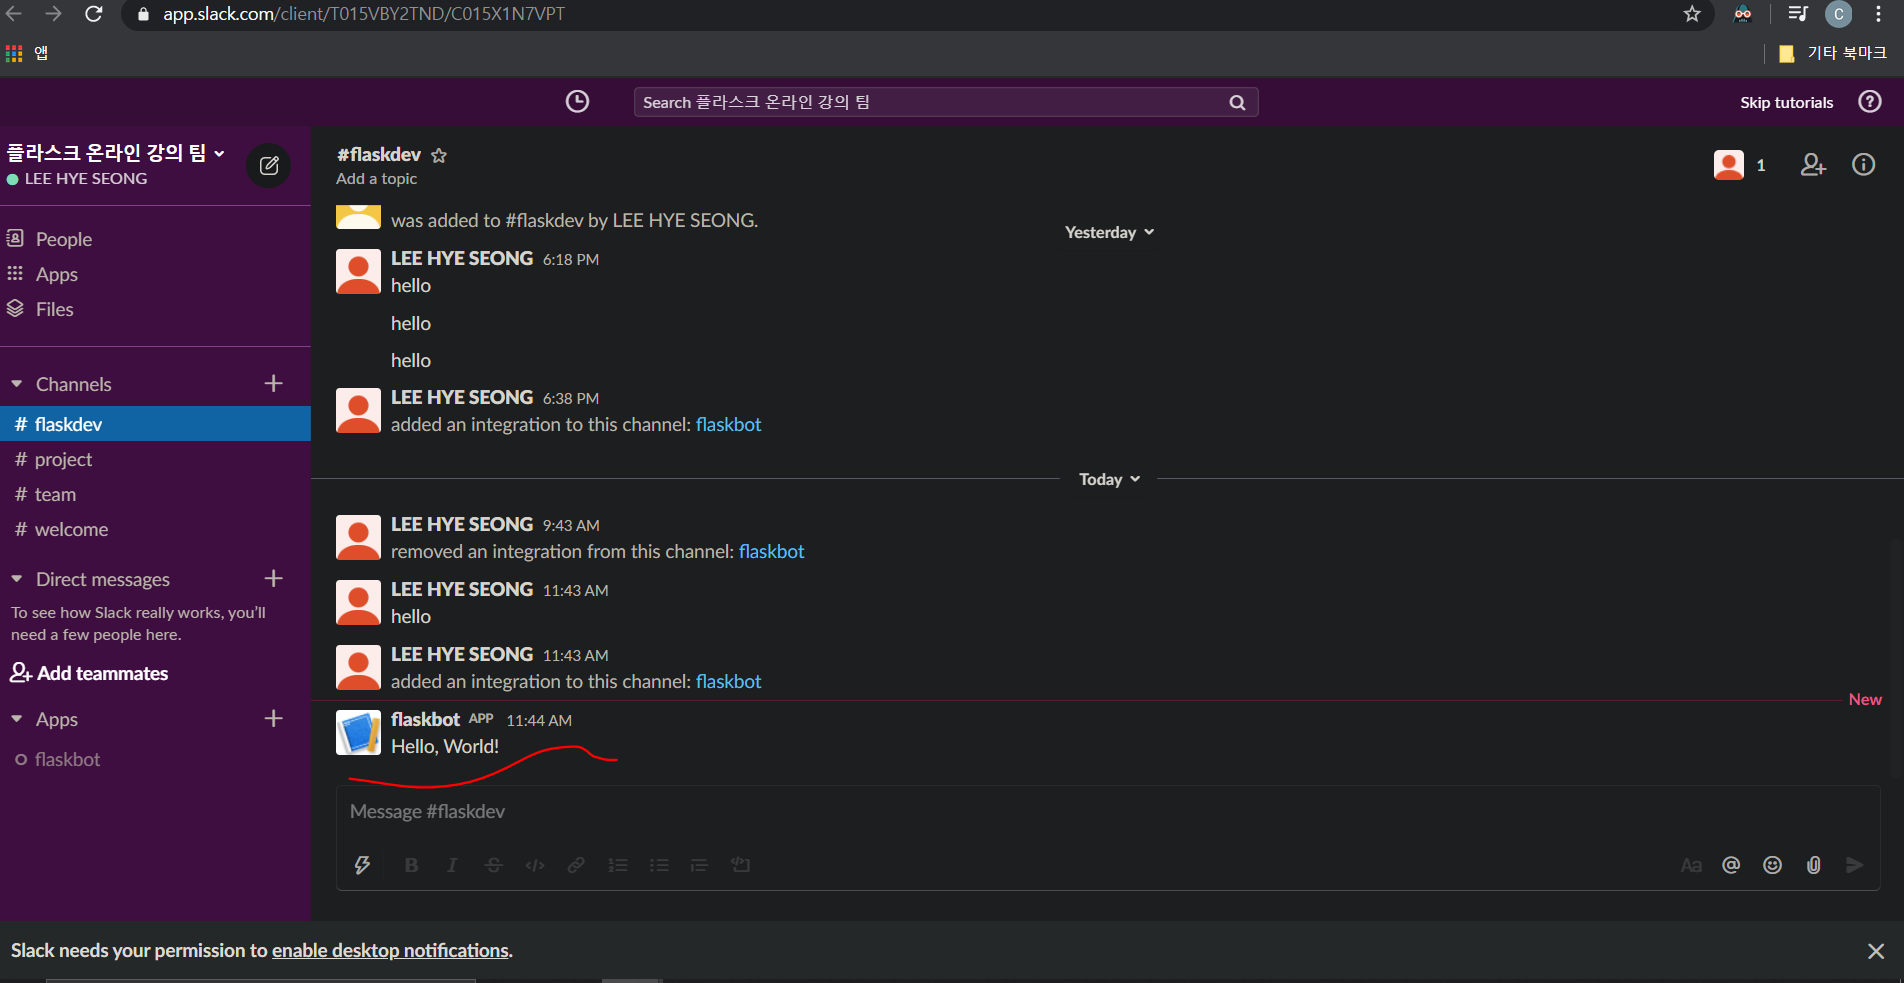 app.slack.com/client/T015VBY2TND/C015X1N7VPT
C
앱
기타 북마크
Search 플라스크 온라인 강의 팀
Skip tutorials
플라스크 온라인 강의 팀
LEE HYE SEONG
People
Apps
Files
Channels
# flaskdev
# project
# team
# welcome
Direct messages
To see how Slack really works, you’ll
need a few people here.
Add teammates
Apps
flaskbot
#flaskdev
Add a topic
1
was added to #flaskdev by LEE HYE SEONG.
Yesterday
LEE HYE SEONG 6:18 PM
hello
hello
hello
LEE HYE SEONG 6:38 PM
added an integration to this channel: flaskbot
Today
LEE HYE SEONG 9:43 AM
removed an integration from this channel: flaskbot
LEE HYE SEONG 11:43 AM
hello
LEE HYE SEONG 11:43 AM
added an integration to this channel: flaskbot
New
flaskbot APP 11:44 AM
Hello, World!
Message #flaskdev
B I S Aa @
Slack needs your permission to enable desktop notifications.